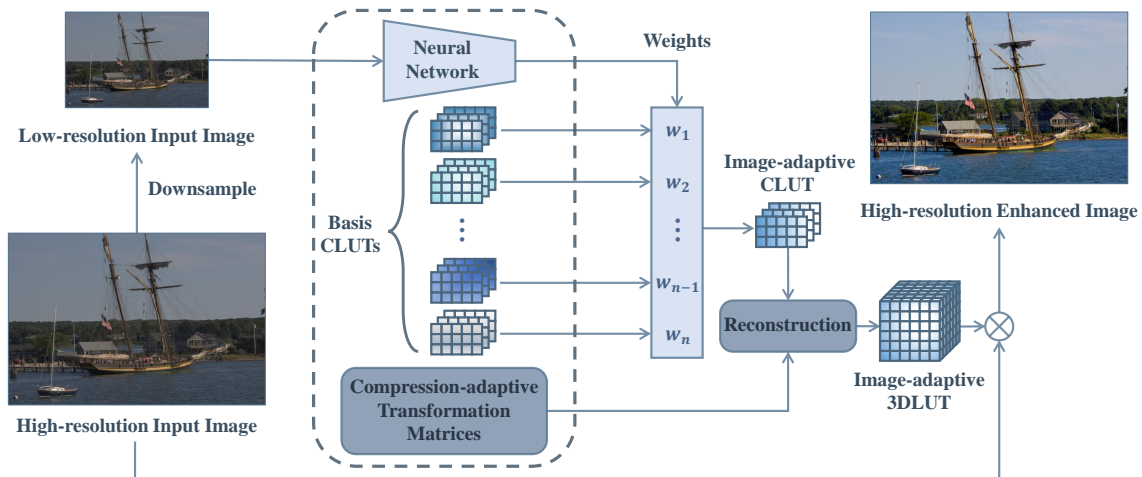 Low-resolution Input Image
Downsample
High-resolution Input Image
Neural
Network
Basis
CLUTs
Compression-adaptive
Transformation
Matrices
Weights
w₁
w₂
⋮
wₙ₋₁
wₙ
Image-adaptive
CLUT
Reconstruction
Image-adaptive
3DLUT
High-resolution Enhanced Image